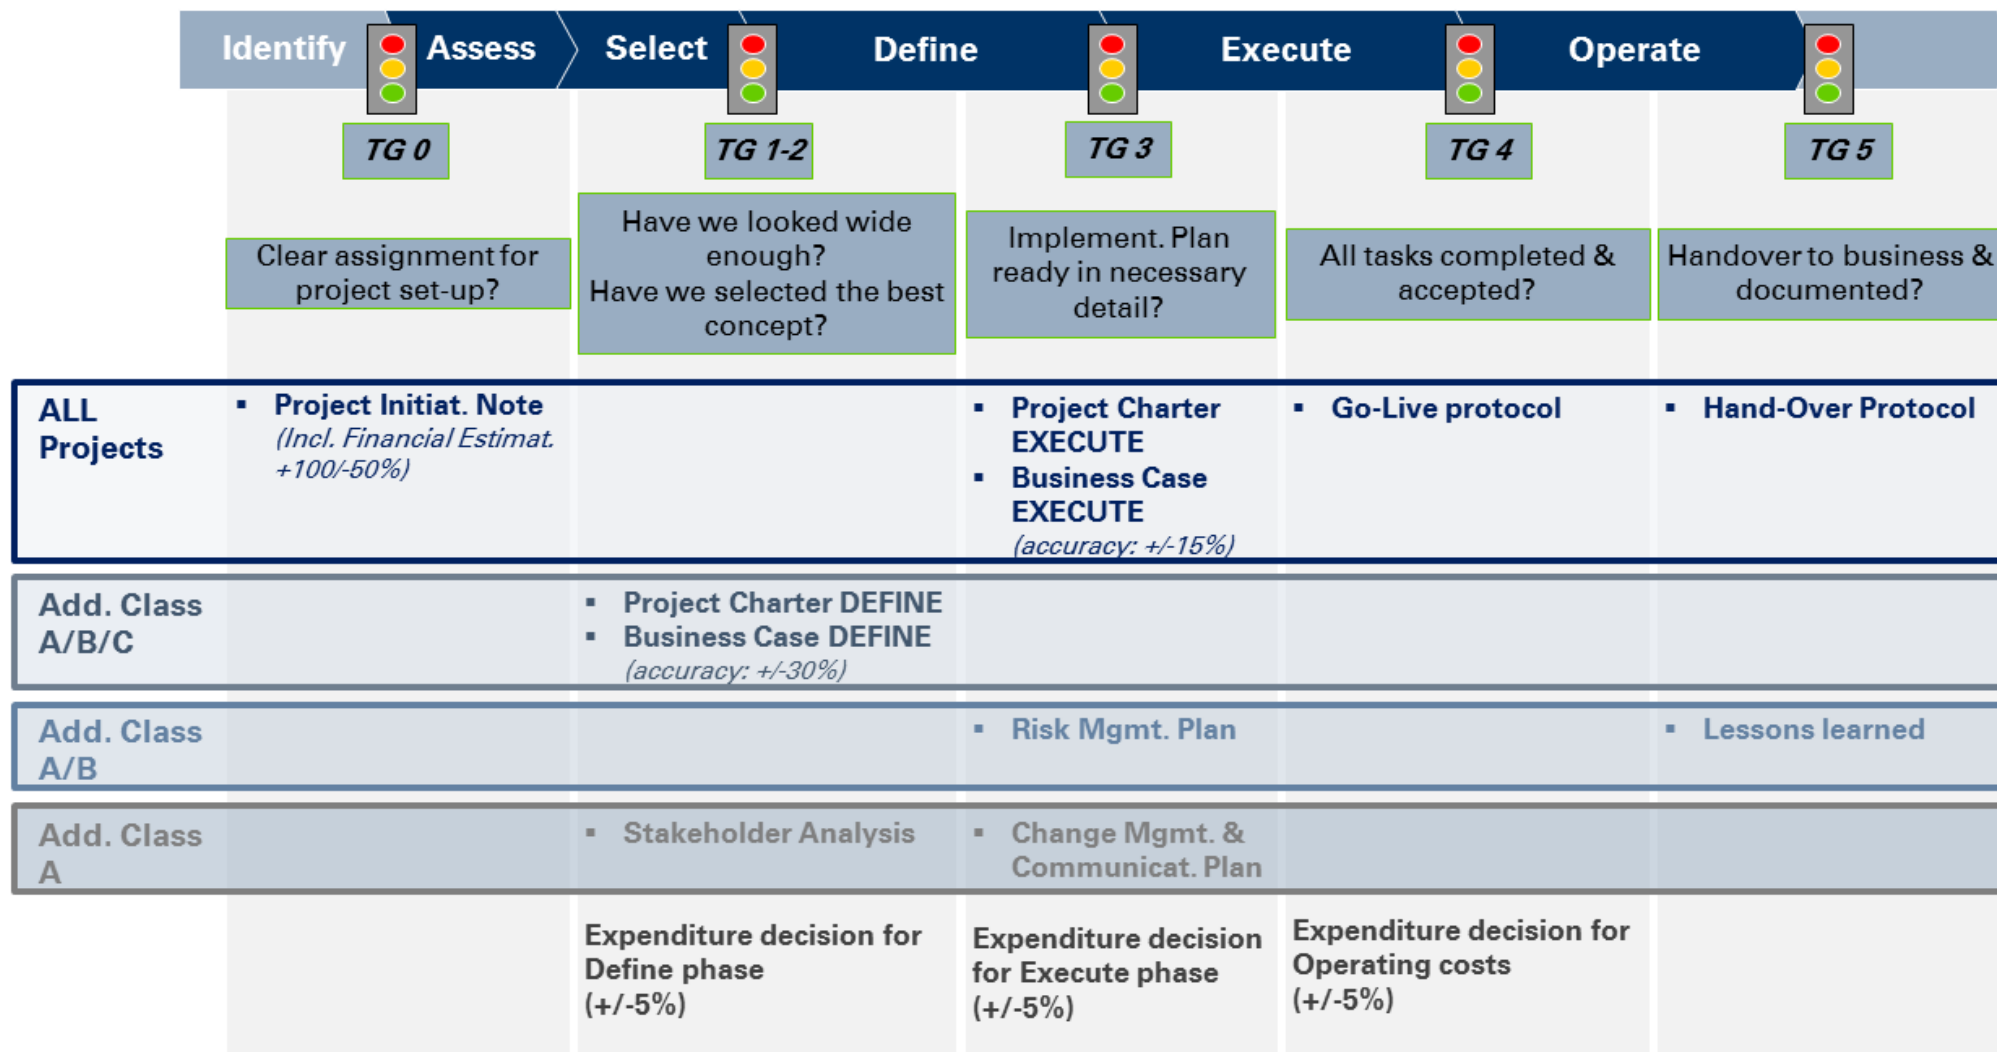 Identify
Assess
Select
Define
Execute
Operate
TG 0
TG 1-2
TG 3
TG 4
TG 5
Clear assignment for
project set-up?
Have we looked wide
enough?
Have we selected the best
concept?
Implement. Plan
ready in necessary
detail?
All tasks completed &
accepted?
Handover to business &
documented?
ALL
Projects
▪ Project Initiat. Note
(Incl. Financial Estimat.
+100/-50%)
▪ Project Charter
EXECUTE
▪ Business Case
EXECUTE
(accuracy: +/-15%)
▪ Go-Live protocol
▪ Hand-Over Protocol
Add. Class
A/B/C
▪ Project Charter DEFINE
▪ Business Case DEFINE
(accuracy: +/-30%)
Add. Class
A/B
▪ Risk Mgmt. Plan
▪ Lessons learned
Add. Class
A
▪ Stakeholder Analysis
▪ Change Mgmt. &
Communicat. Plan
Expenditure decision for
Define phase
(+/-5%)
Expenditure decision
for Execute phase
(+/-5%)
Expenditure decision for
Operating costs
(+/-5%)